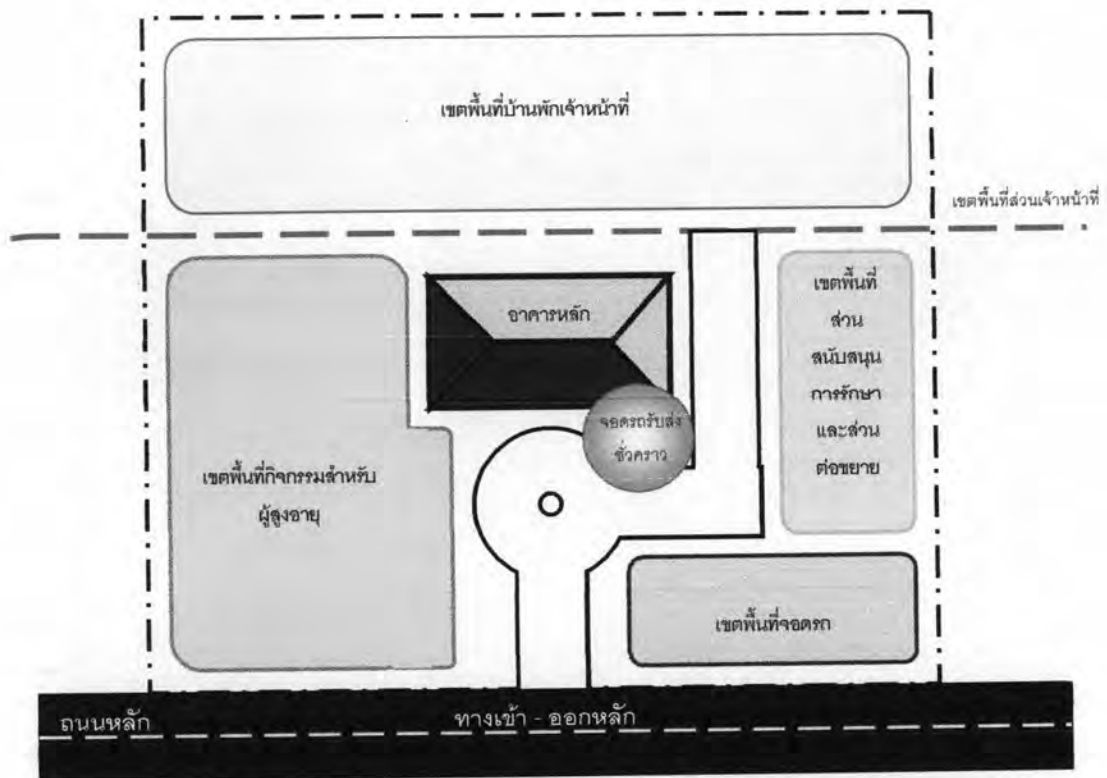 เขตพื้นที่บ้านพักเจ้าหน้าที่
เขตพื้นที่ส่วนเจ้าหน้าที่
อาคารหลัก
เขตพื้นที่
ส่วน
สนับสนุน
การรักษา
และส่วน
ต่อขยาย
จอดรถรับส่ง
ชั่วคราว
เขตพื้นที่กิจกรรมสำหรับ
ผู้สูงอายุ
เขตพื้นที่จอดรถ
ถนนหลัก
ทางเข้า - ออกหลัก